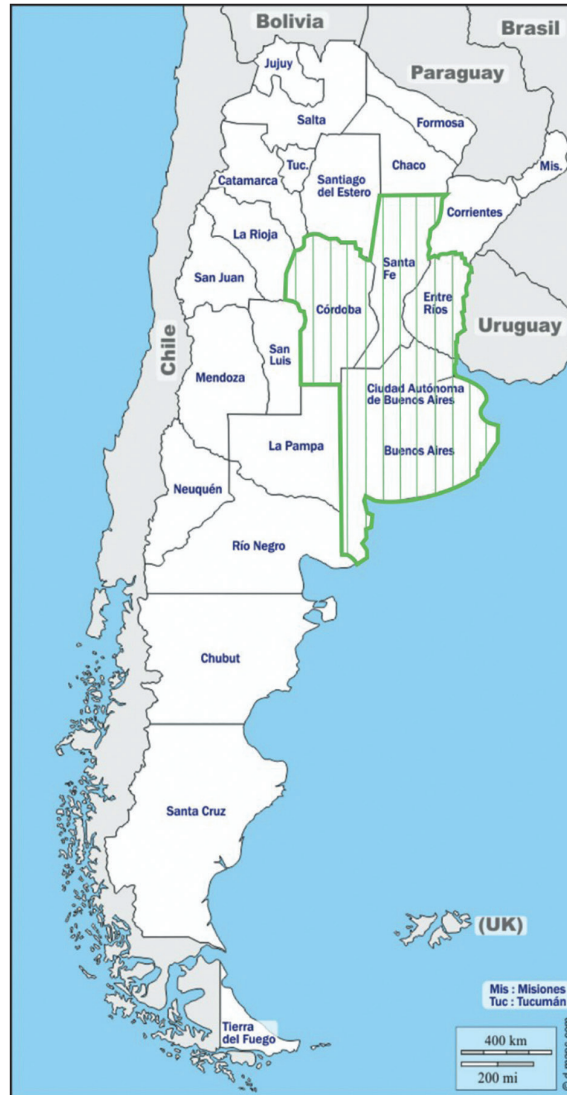 Bolivia
Brasil
Jujuy
Paraguay
Salta
Formosa
Tuc.
Chaco
Mis.
Catamarca
Santiago
del Estero
Corrientes
La Rioja
Santa
Fe
San Juan
Entre
Ríos
Córdoba
Uruguay
Chile
San
Luis
Mendoza
Ciudad Autónoma
de Buenos Aires
La Pampa
Buenos Aires
Neuquén
Río Negro
Chubut
Santa Cruz
(UK)
Mis : Misiones
Tuc : Tucumán
Tierra
del Fuego
400 km
200 mi
© d-maps.com